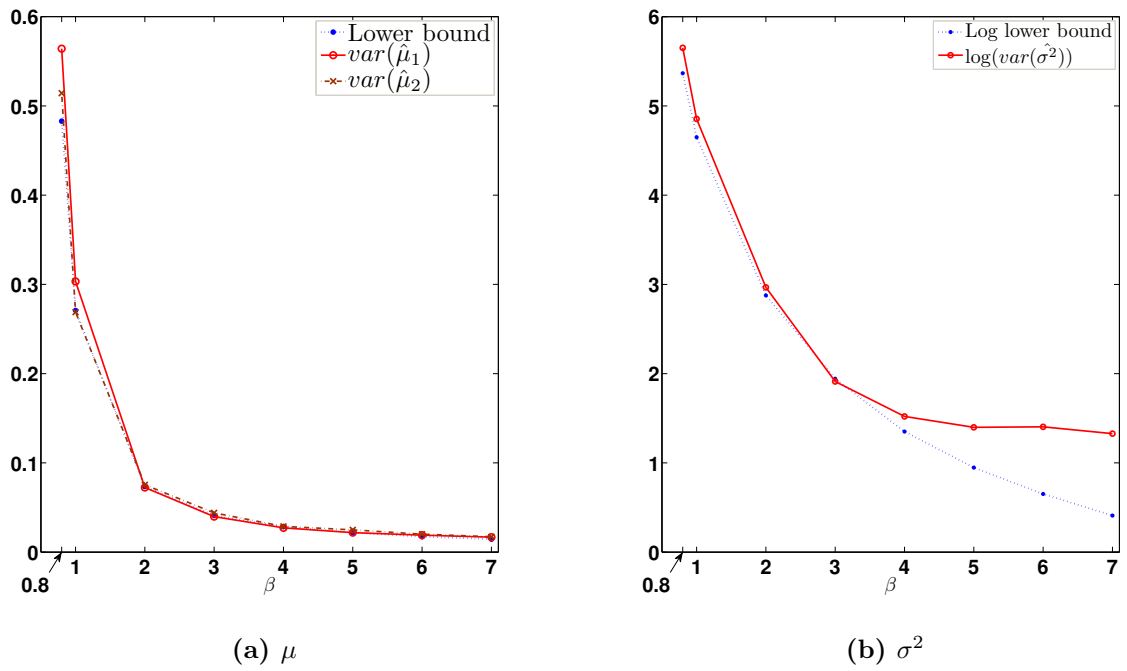 0.6
0.5
0.4
0.3
0.2
0.1
0
0.8
1 2 3 4 5 6 7
β
Lower bound
var(μ̂₁)
var(μ̂₂)
(a) μ
6
5
4
3
2
1
0
0.8
1 2 3 4 5 6 7
β
Log lower bound
log(var(σ̂²))
(b) σ²